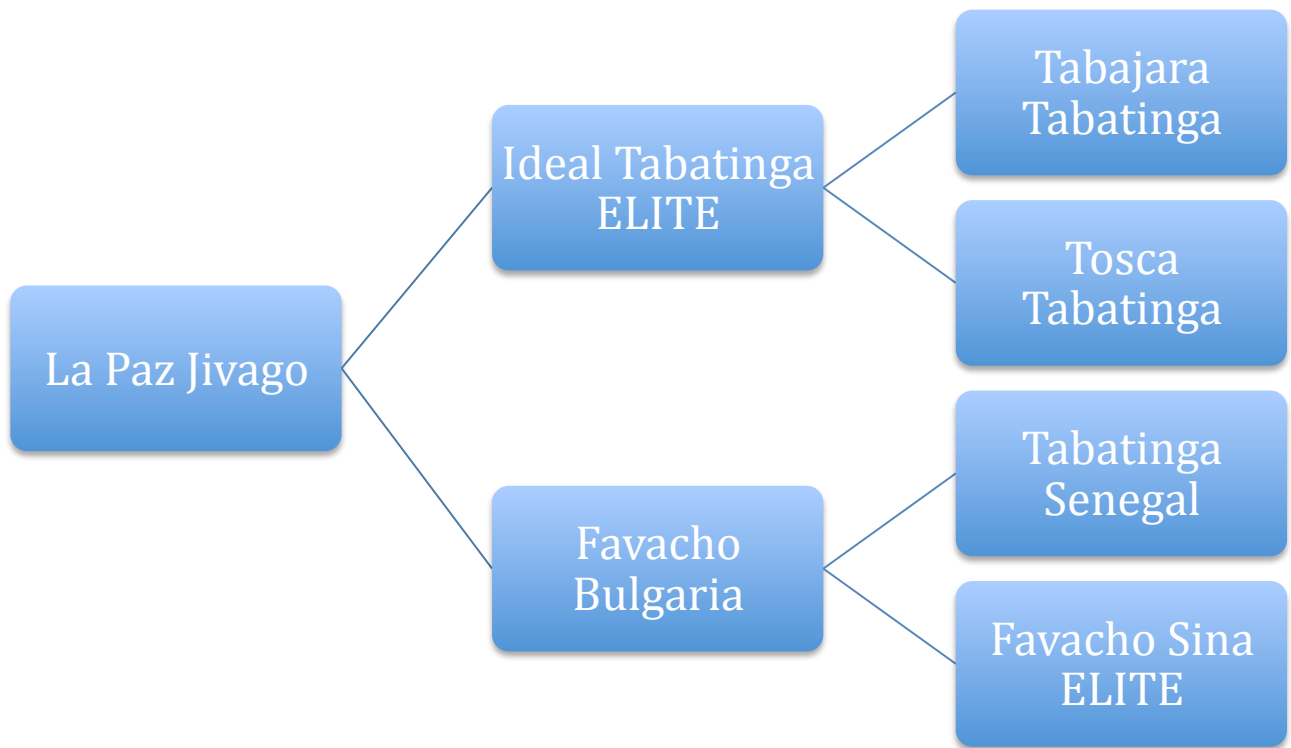 La Paz Jivago
Ideal Tabatinga
ELITE
Favacho
Bulgaria
Tabajara
Tabatinga
Tosca
Tabatinga
Tabatinga
Senegal
Favacho Sina
ELITE